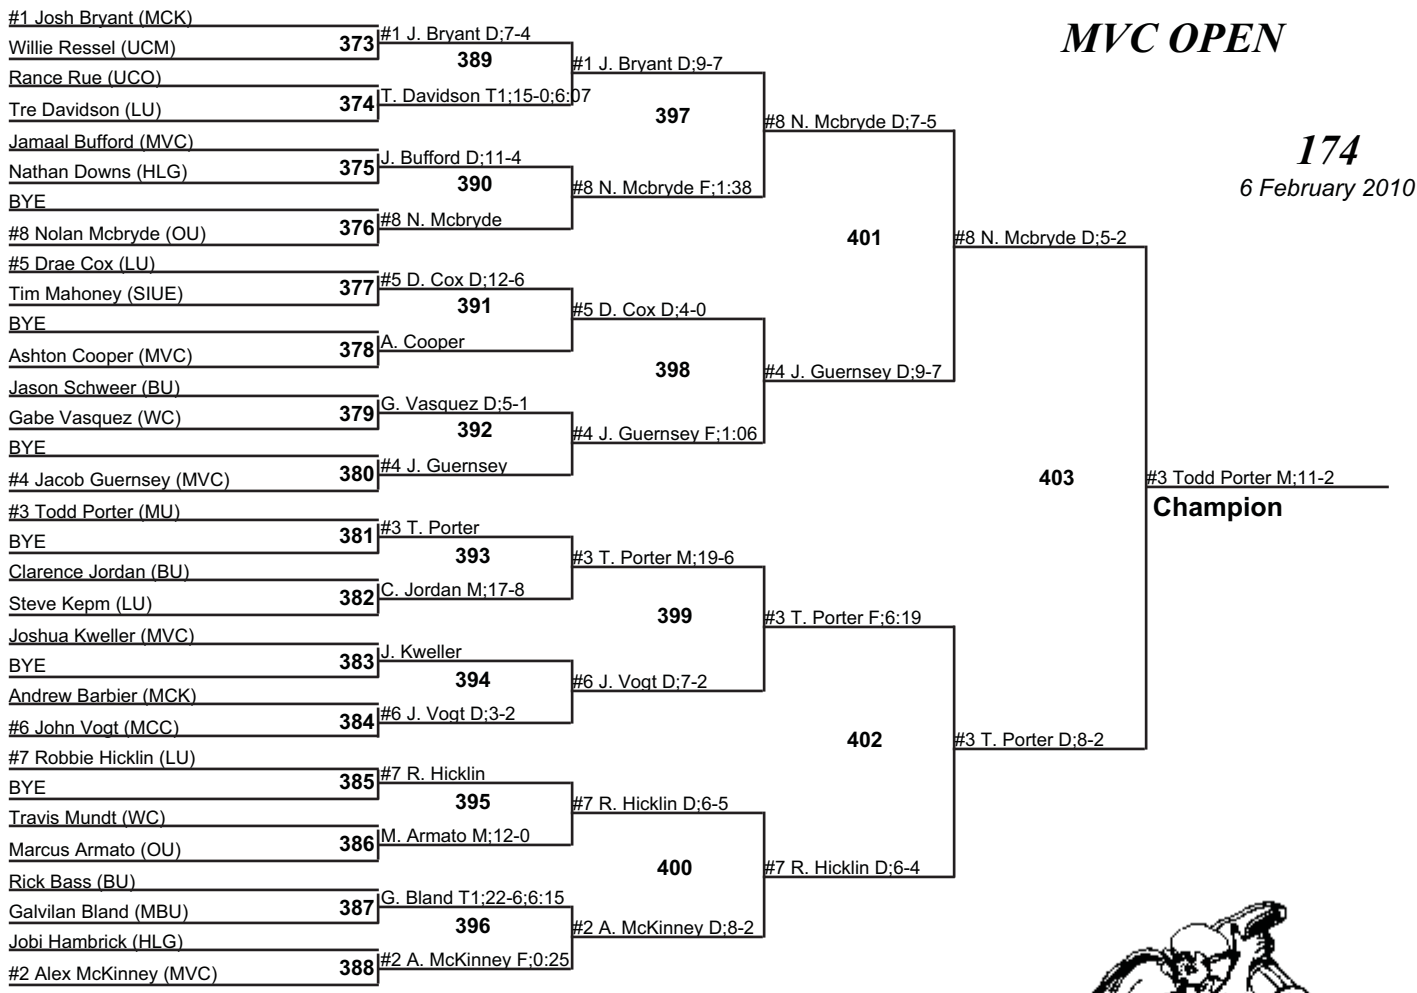 MVC OPEN
174
6 February 2010
#1 Josh Bryant (MCK)
Willie Ressel (UCM)
Rance Rue (UCO)
Tre Davidson (LU)
Jamaal Bufford (MVC)
Nathan Downs (HLG)
BYE
#8 Nolan Mcbryde (OU)
#5 Drae Cox (LU)
Tim Mahoney (SIUE)
BYE
Ashton Cooper (MVC)
Jason Schweer (BU)
Gabe Vasquez (WC)
BYE
#4 Jacob Guernsey (MVC)
#3 Todd Porter (MU)
BYE
Clarence Jordan (BU)
Steve Kepm (LU)
Joshua Kweller (MVC)
BYE
Andrew Barbier (MCK)
#6 John Vogt (MCC)
#7 Robbie Hicklin (LU)
BYE
Travis Mundt (WC)
Marcus Armato (OU)
Rick Bass (BU)
Galvilan Bland (MBU)
Jobi Hambrick (HLG)
#2 Alex McKinney (MVC)
373
374
375
376
377
378
379
380
381
382
383
384
385
386
387
388
#1 J. Bryant D;7-4
389
T. Davidson T1;15-0;6:07
J. Bufford D;11-4
390
#8 N. Mcbryde
#5 D. Cox D;12-6
391
A. Cooper
G. Vasquez D;5-1
392
#4 J. Guernsey
#3 T. Porter
393
C. Jordan M;17-8
J. Kweller
394
#6 J. Vogt D;3-2
#7 R. Hicklin
395
M. Armato M;12-0
G. Bland T1;22-6;6:15
396
#2 A. McKinney F;0:25
#1 J. Bryant D;9-7
397
#8 N. Mcbryde F;1:38
#5 D. Cox D;4-0
398
#4 J. Guernsey F;1:06
#3 T. Porter M;19-6
399
#6 J. Vogt D;7-2
#7 R. Hicklin D;6-5
400
#2 A. McKinney D;8-2
#8 N. Mcbryde D;7-5
401
#4 J. Guernsey D;9-7
#3 T. Porter F;6:19
402
#7 R. Hicklin D;6-4
#8 N. Mcbryde D;5-2
403
#3 T. Porter D;8-2
#3 Todd Porter M;11-2
Champion